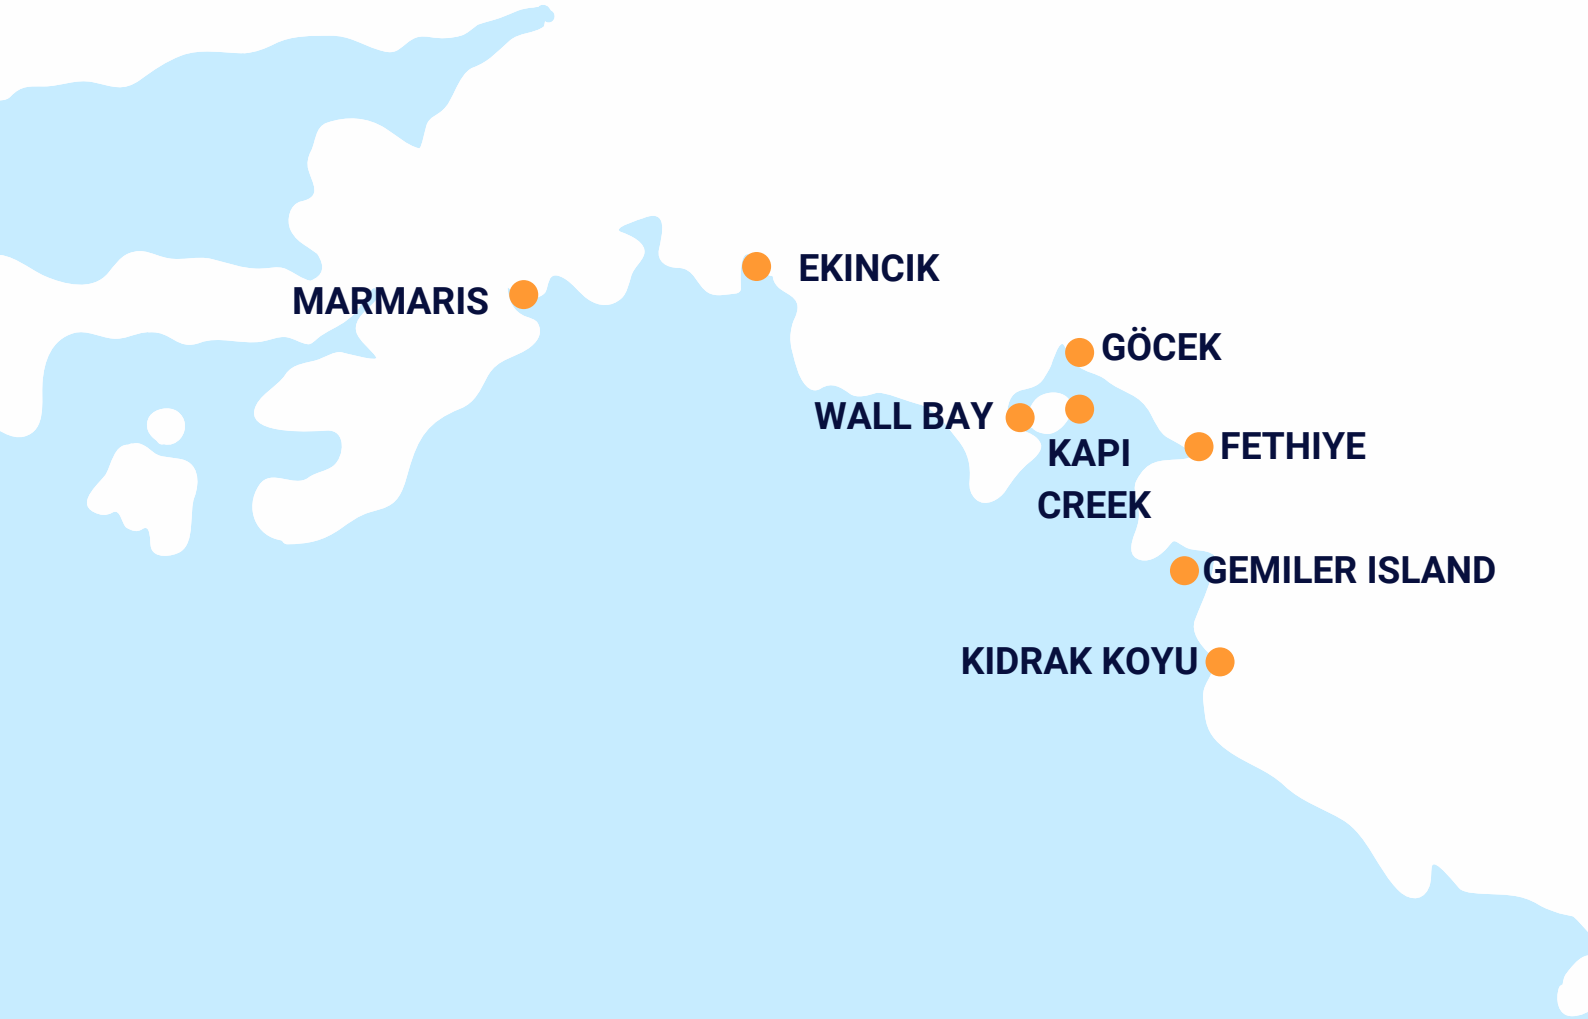 EKINCIK
MARMARIS
GÖCEK
WALL BAY
KAPI
CREEK
FETHIYE
GEMILER ISLAND
KIDRAK KOYU